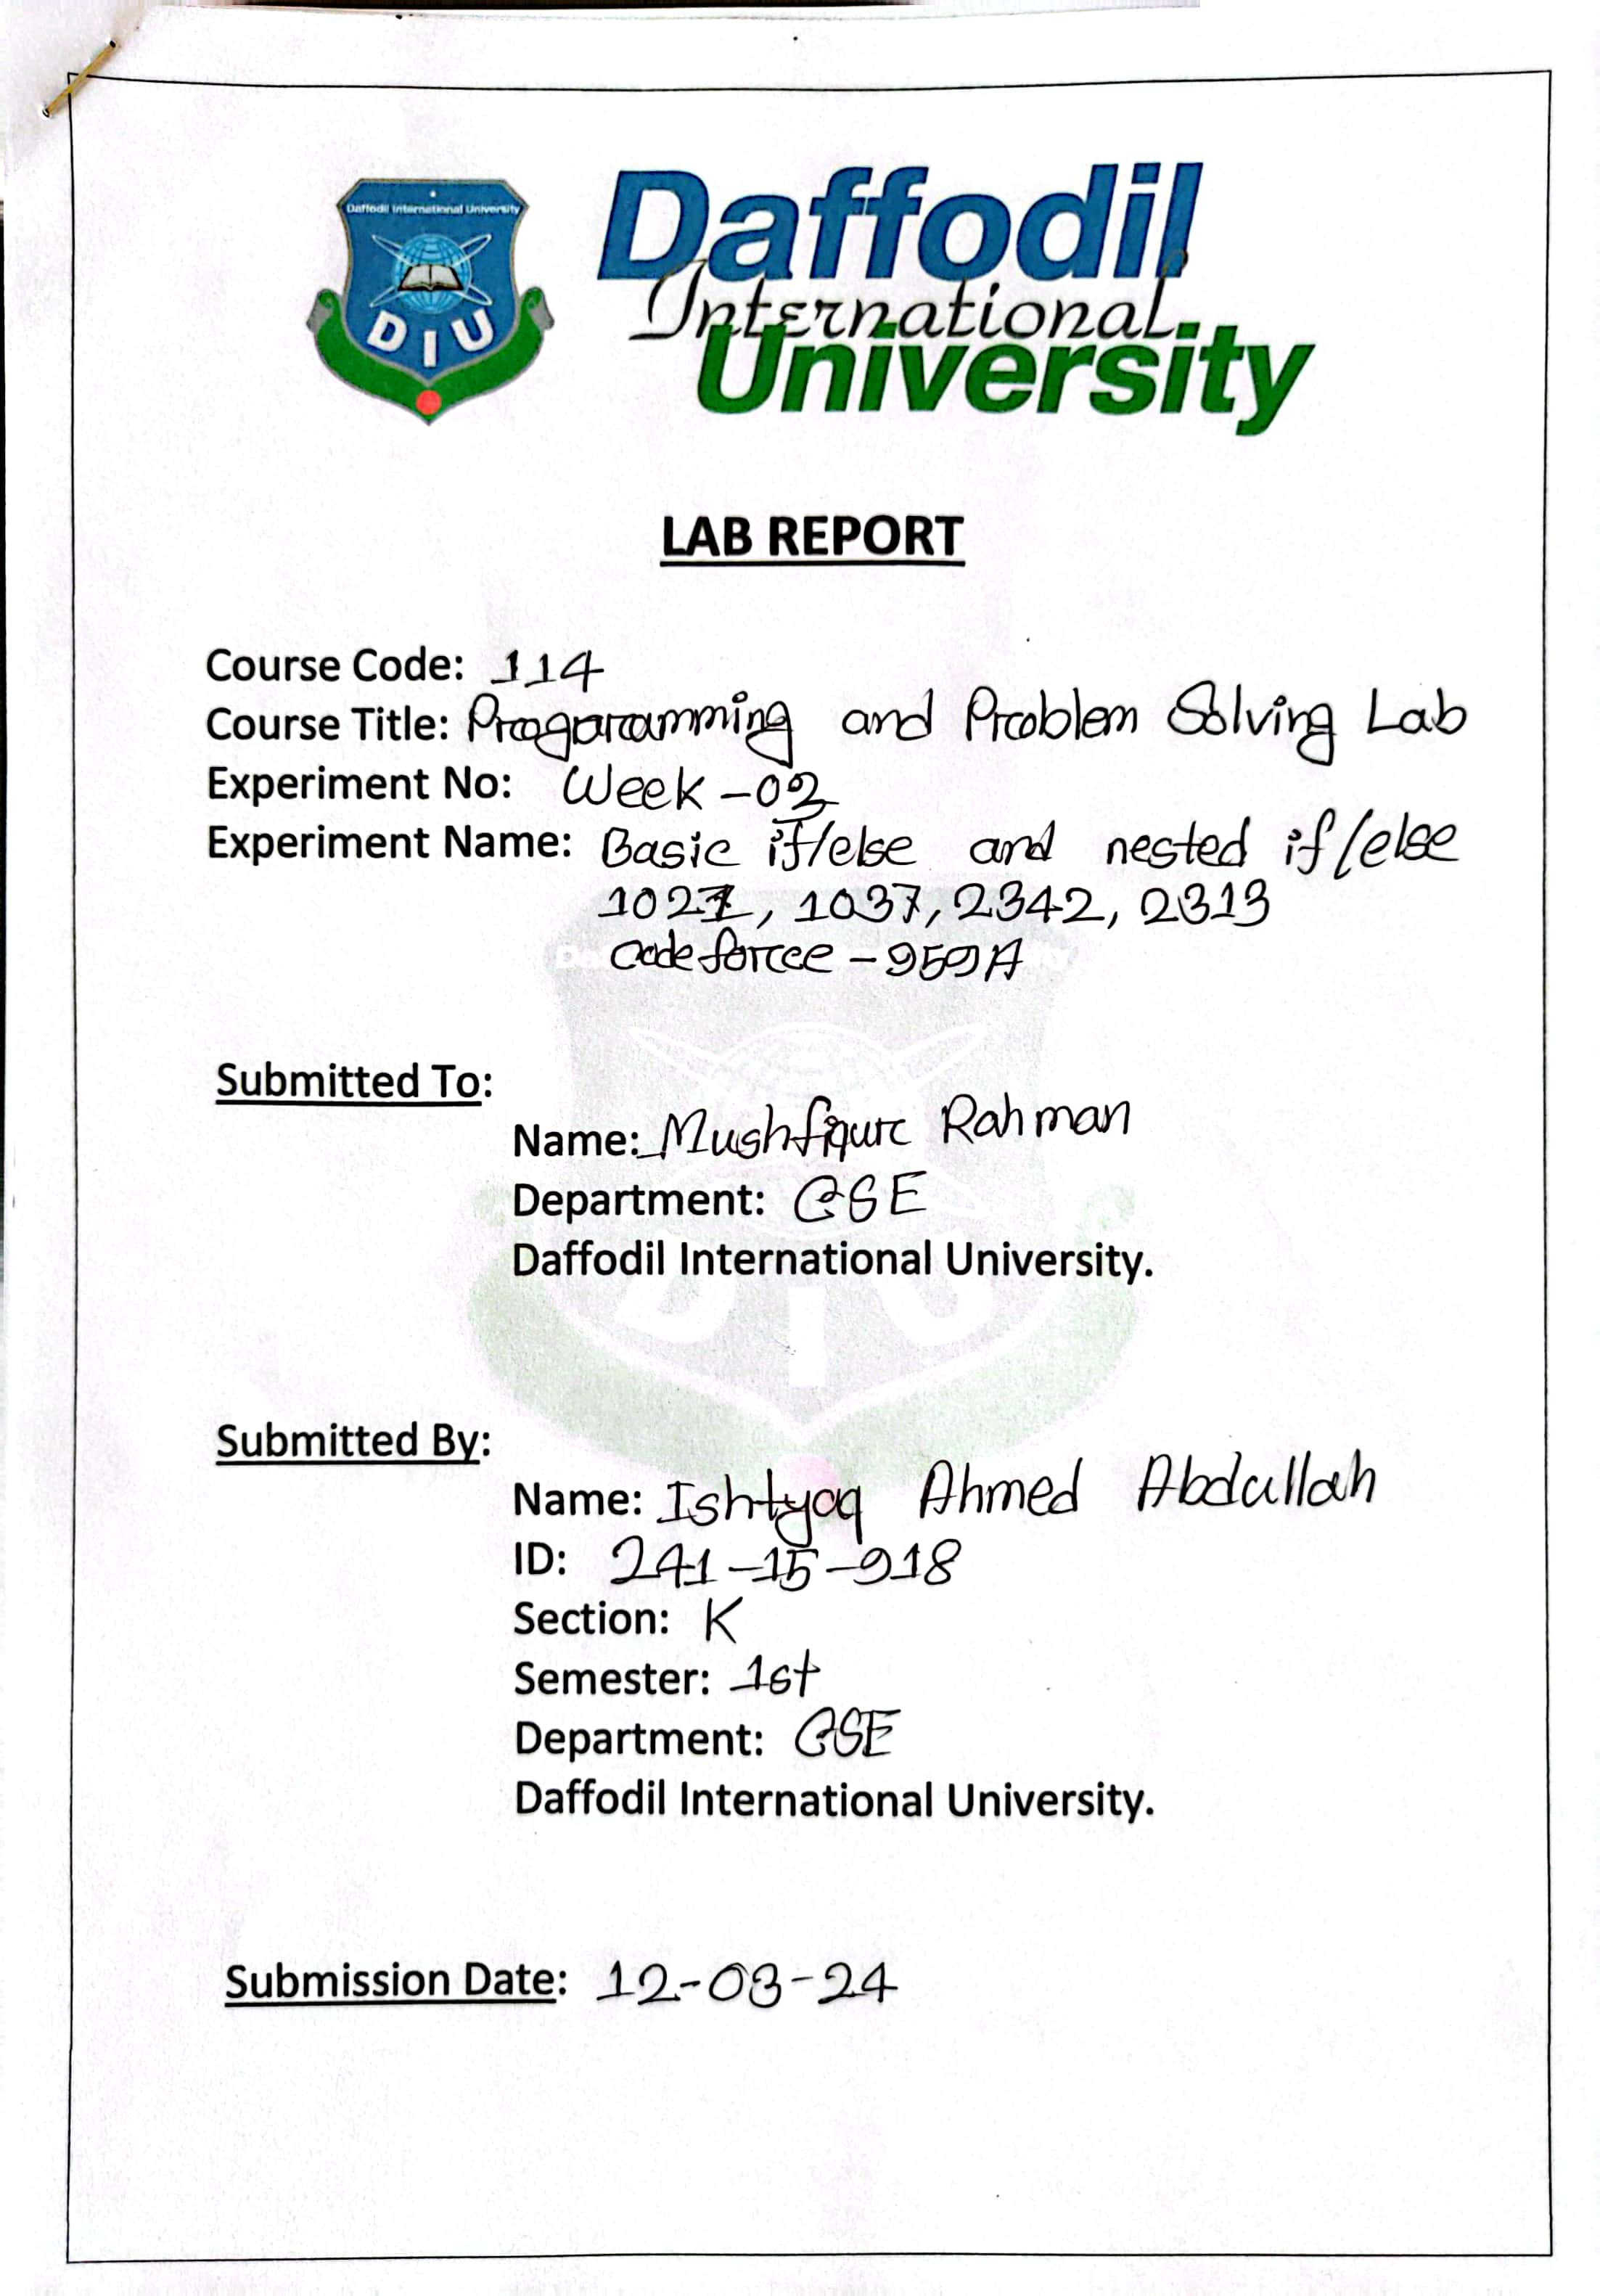 Daffodil International University
DIU
Daffodil
International
University
LAB REPORT
Course Code: 114
Course Title: Progaramming and Problem Solving Lab
Experiment No: Week-02
Experiment Name: Basic if/else and nested if/else
1037, 2342, 2313
codeforcee - 959A
Submitted To:
Name: Mushfiqur Rahman
Department: CSE
Daffodil International University.
DIU
Submitted By:
Name: Ishtyaq Ahmed Abdullah
ID: 241-15-918
Section: K
Semester: 1st
Department: CSE
Daffodil International University.
Submission Date: 12-03-24